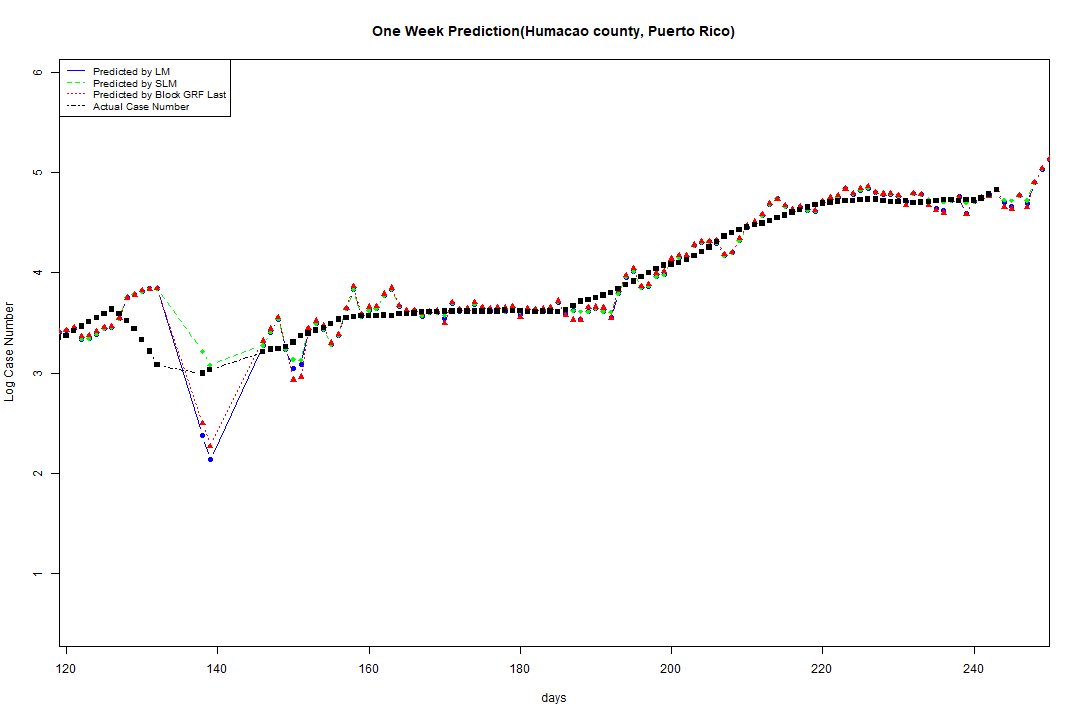 One Week Prediction(Humacao county, Puerto Rico)
Predicted by LM
Predicted by SLM
Predicted by Block GRF Last
Actual Case Number
6
5
4
3
2
1
Log Case Number
120 140 160 180 200 220 240
days